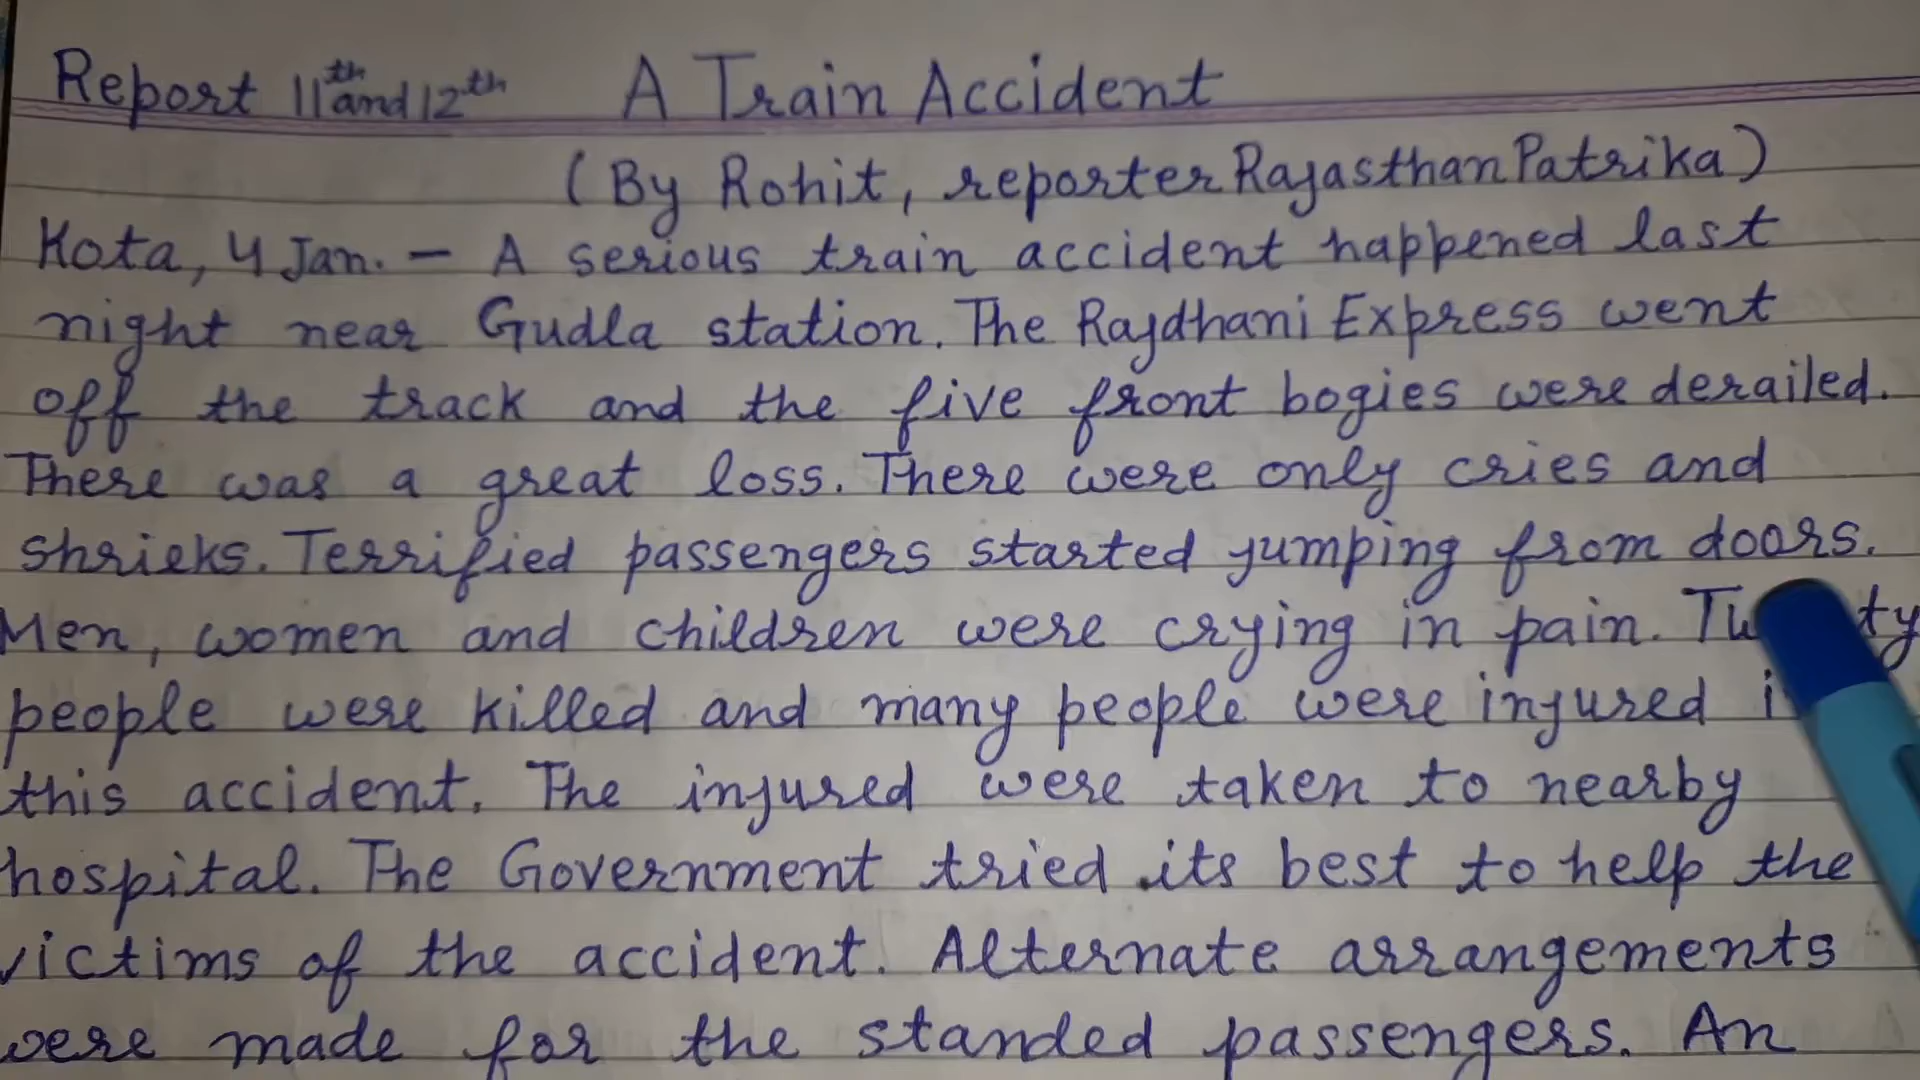 Report 11th and 12th A Train Accident
(By Rohit, reporter Rajasthan Patrika)
Kota, 4 Jan. - A serious train accident happened last
night near Gudla station. The Rajdhani Express went
off the track and the five front bogies were derailed.
There was a great loss. There were only cries and
shrieks. Terrified passengers started jumping from doors.
Men, women and children were crying in pain.
people were killed and many people were injured
this accident. The injured were taken to nearby
hospital. The Government tried its best to help the
victims of the accident. Alternate arrangements
were made for the standed passengers. An